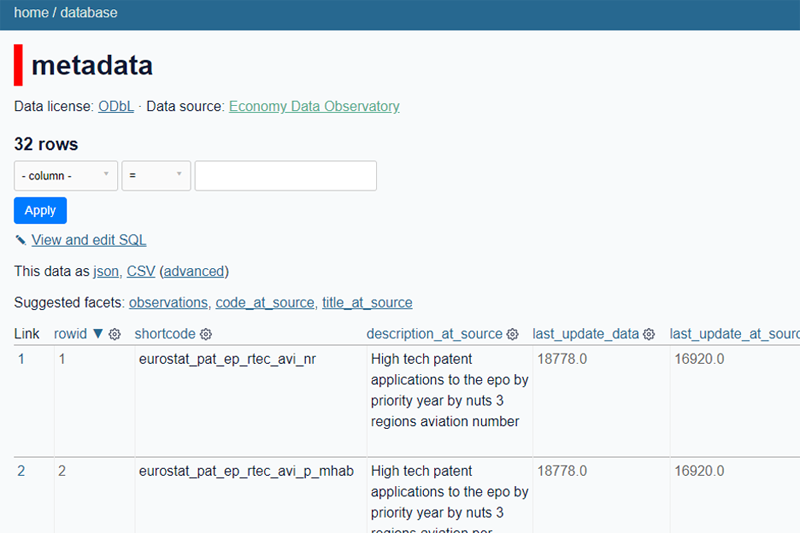 home / database
metadata
Data license: ODbL · Data source: Economy Data Observatory
32 rows
- column - =
Apply
View and edit SQL
This data as json, CSV (advanced)
Suggested facets: observations, code_at_source, title_at_source
Link rowid ▼ shortcode description_at_source last_update_data last_update_at_sourc
1 1 eurostat_pat_ep_rtec_avi_nr High tech patent 18778.0 16920.0
applications to the epo by
priority year by nuts 3
regions aviation number
2 2 eurostat_pat_ep_rtec_avi_p_mhab High tech patent 18778.0 16920.0
applications to the epo by
priority year by nuts 3
regions aviation per